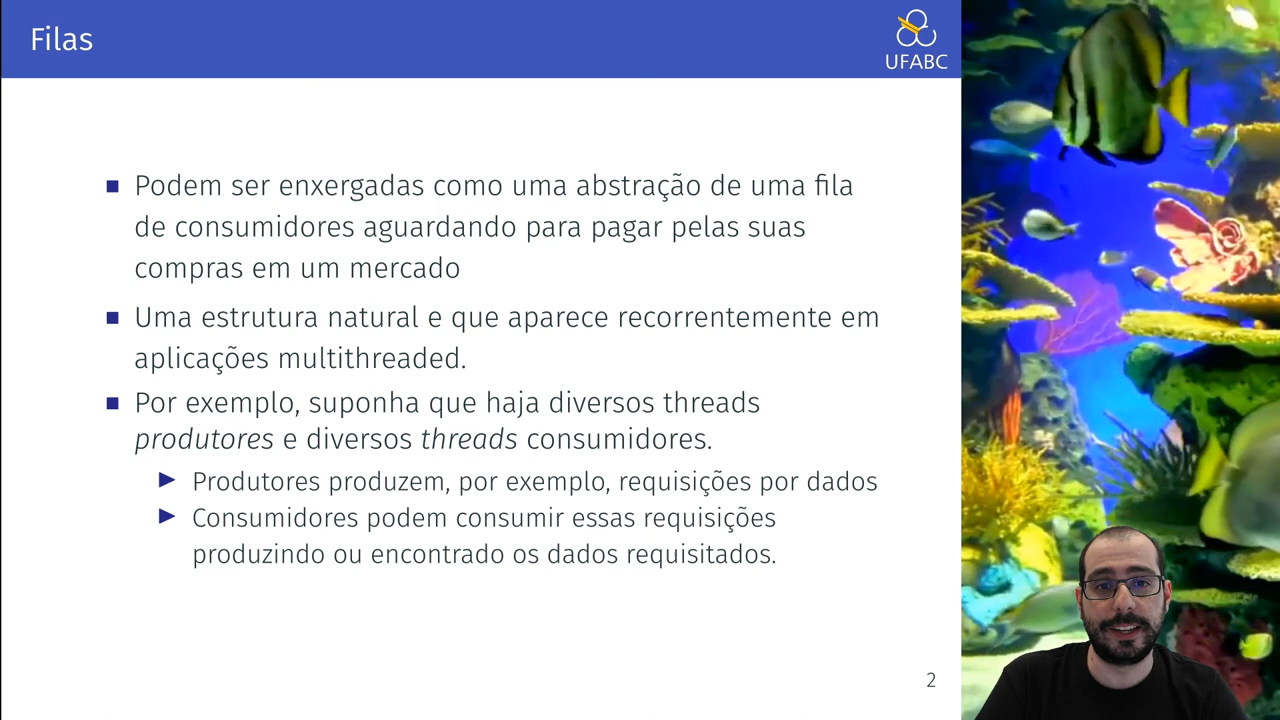 Filas
UFABC
Podem ser enxergadas como uma abstração de uma fila
de consumidores aguardando para pagar pelas suas
compras em um mercado
Uma estrutura natural e que aparece recorrentemente em
aplicações multithreaded.
Por exemplo, suponha que haja diversos threads
produtores e diversos threads consumidores.
Produtores produzem, por exemplo, requisições por dados
Consumidores podem consumir essas requisições
produzindo ou encontrado os dados requisitados.
2